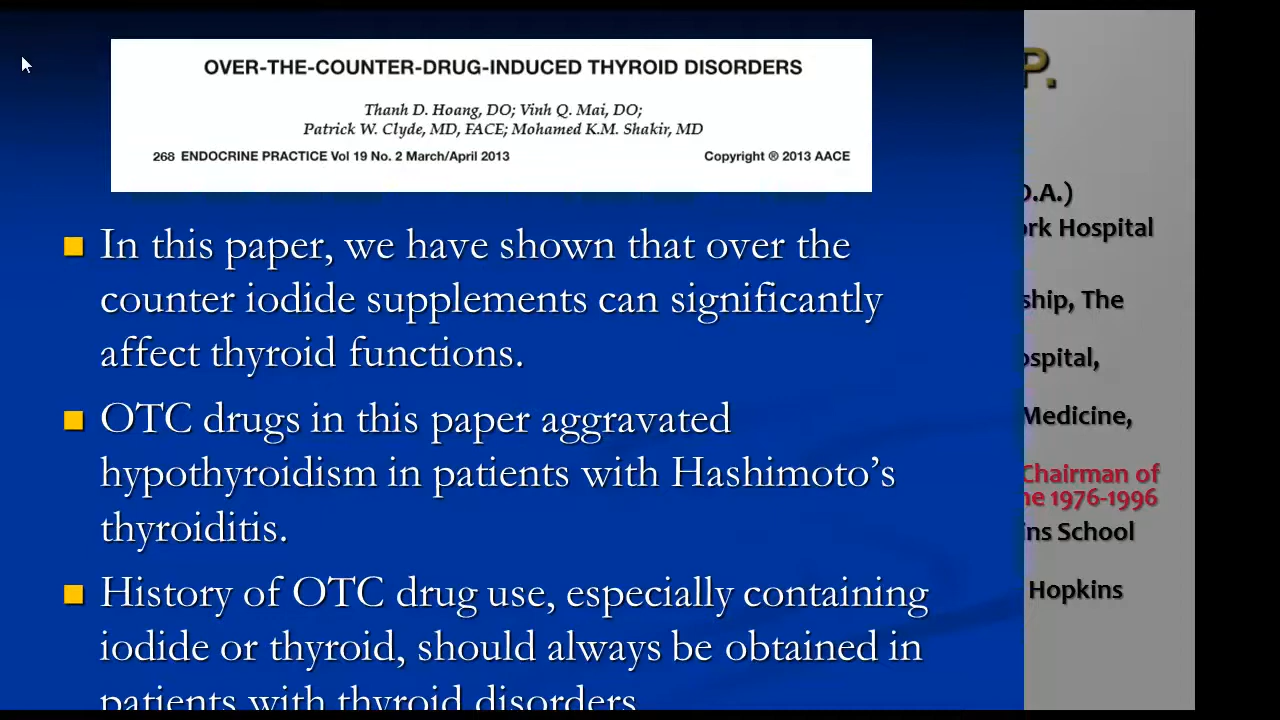 OVER-THE-COUNTER-DRUG-INDUCED THYROID DISORDERS
Thanh D. Hoang, DO; Vinh Q. Mai, DO;
Patrick W. Clyde, MD, FACE; Mohamed K.M. Shakir, MD
268 ENDOCRINE PRACTICE Vol 19 No. 2 March/April 2013
Copyright ® 2013 AACE
In this paper, we have shown that over the
counter iodide supplements can significantly
affect thyroid functions.
OTC drugs in this paper aggravated
hypothyroidism in patients with Hashimoto’s
thyroiditis.
History of OTC drug use, especially containing
iodide or thyroid, should always be obtained in
patients with thyroid disorders
P.
O.A.)
ork Hospital
ship, The
ospital,
Medicine,
Chairman of
ne 1976-1996
ins School
Hopkins